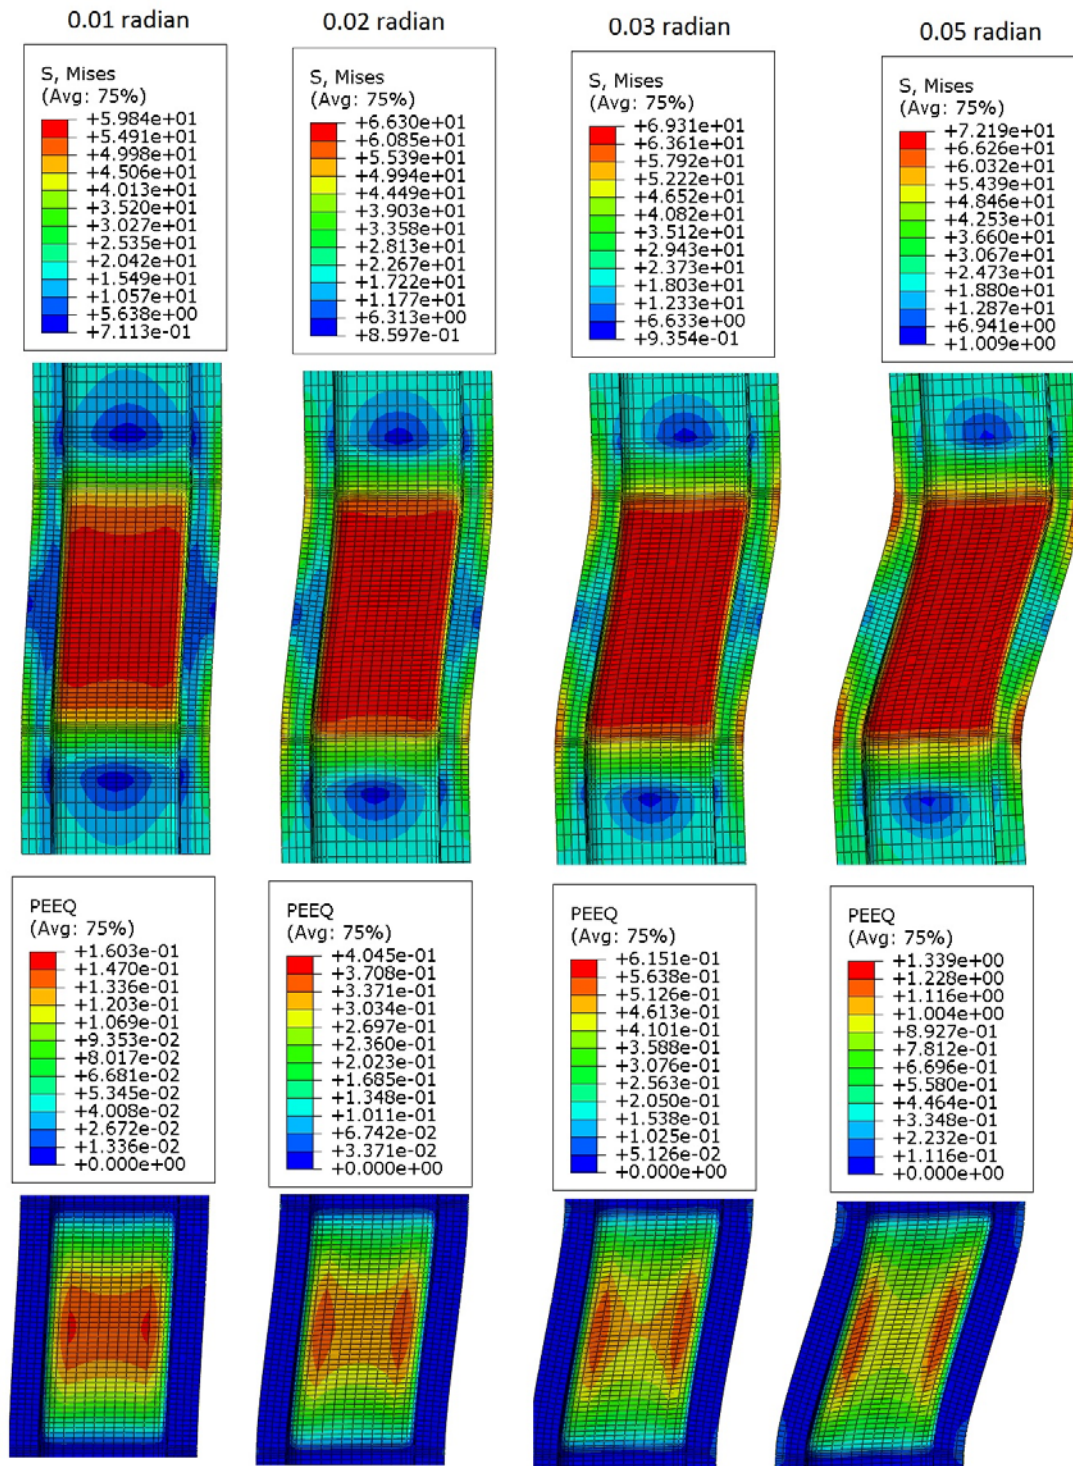 0.01 radian
0.02 radian
0.03 radian
0.05 radian
S, Mises
(Avg: 75%)
+5.984e+01
+5.491e+01
+4.998e+01
+4.506e+01
+4.013e+01
+3.520e+01
+3.027e+01
+2.535e+01
+2.042e+01
+1.549e+01
+1.057e+01
+5.638e+00
+7.113e-01
S, Mises
(Avg: 75%)
+6.630e+01
+6.085e+01
+5.539e+01
+4.994e+01
+4.449e+01
+3.903e+01
+3.358e+01
+2.813e+01
+2.267e+01
+1.722e+01
+1.177e+01
+6.313e+00
+8.597e-01
S, Mises
(Avg: 75%)
+6.931e+01
+6.361e+01
+5.792e+01
+5.222e+01
+4.652e+01
+4.082e+01
+3.512e+01
+2.943e+01
+2.373e+01
+1.803e+01
+1.233e+01
+6.633e+00
+9.354e-01
S, Mises
(Avg: 75%)
+7.219e+01
+6.626e+01
+6.032e+01
+5.439e+01
+4.846e+01
+4.253e+01
+3.660e+01
+3.067e+01
+2.473e+01
+1.880e+01
+1.287e+01
+6.941e+00
+1.009e+00
PEEQ
(Avg: 75%)
+1.603e-01
+1.470e-01
+1.336e-01
+1.203e-01
+1.069e-01
+9.353e-02
+8.017e-02
+6.681e-02
+5.345e-02
+4.008e-02
+2.672e-02
+1.336e-02
+0.000e+00
PEEQ
(Avg: 75%)
+4.045e-01
+3.708e-01
+3.371e-01
+3.034e-01
+2.697e-01
+2.360e-01
+2.023e-01
+1.685e-01
+1.348e-01
+1.011e-01
+6.742e-02
+3.371e-02
+0.000e+00
PEEQ
(Avg: 75%)
+6.151e-01
+5.638e-01
+5.126e-01
+4.613e-01
+4.101e-01
+3.588e-01
+3.076e-01
+2.563e-01
+2.050e-01
+1.538e-01
+1.025e-01
+5.126e-02
+0.000e+00
PEEQ
(Avg: 75%)
+1.339e+00
+1.228e+00
+1.116e+00
+1.004e+00
+8.927e-01
+7.812e-01
+6.696e-01
+5.580e-01
+4.464e-01
+3.348e-01
+2.232e-01
+1.116e-01
+0.000e+00